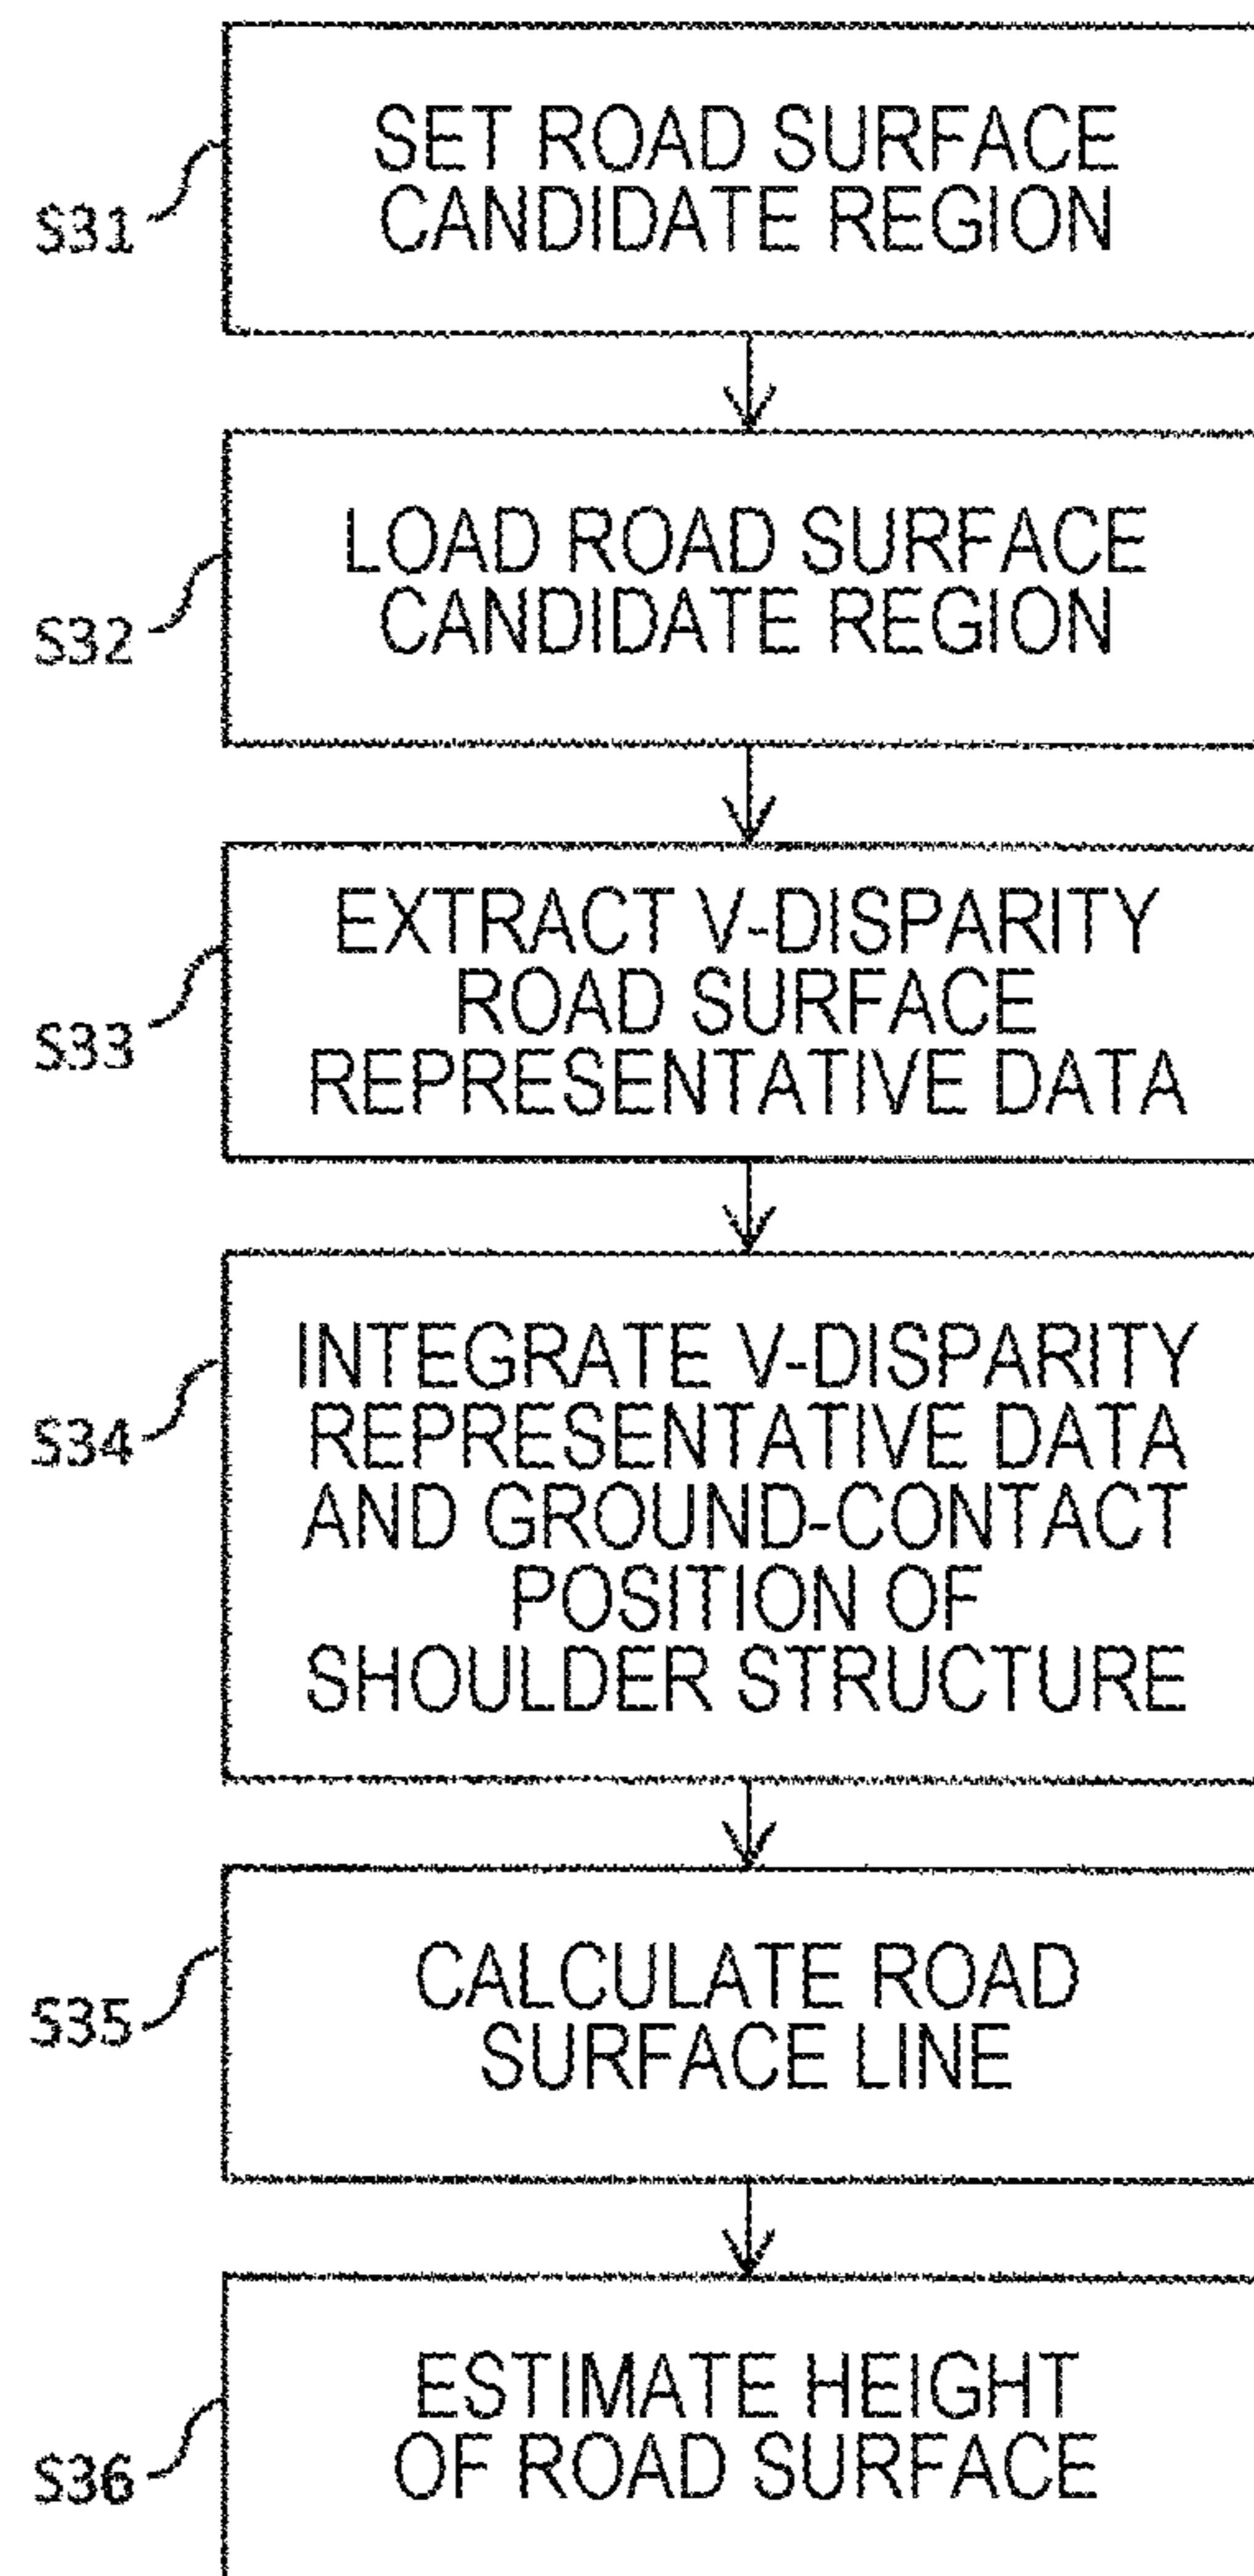 SET ROAD SURFACE
CANDIDATE REGION
S31
LOAD ROAD SURFACE
CANDIDATE REGION
S32
EXTRACT V-DISPARITY
ROAD SURFACE
REPRESENTATIVE DATA
S33
INTEGRATE V-DISPARITY
REPRESENTATIVE DATA
AND GROUND-CONTACT
POSITION OF
SHOULDER STRUCTURE
S34
CALCULATE ROAD
SURFACE LINE
S35
ESTIMATE HEIGHT
OF ROAD SURFACE
S36